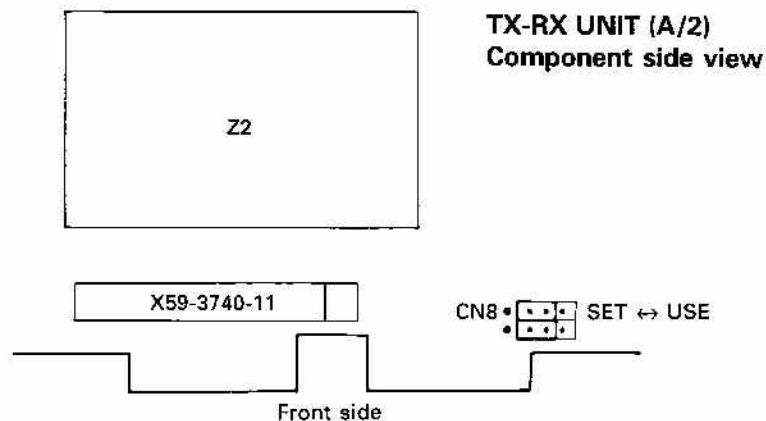 TX-RX UNIT (A/2)
Component side view
Z2
X59-3740-11
CN8 SET ↔ USE
Front side